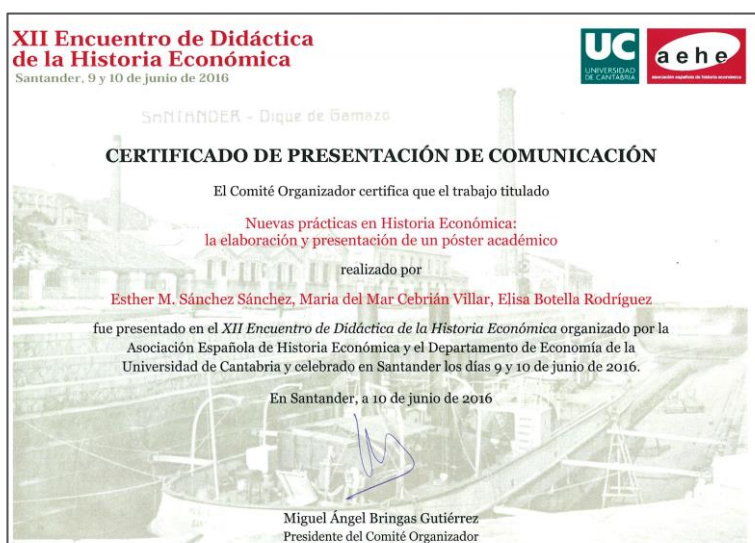 XII Encuentro de Didáctica
de la Historia Económica
Santander, 9 y 10 de junio de 2016
UC
UNIVERSIDAD
DE CANTABRIA
aehe
asociación española de historia económica
SANTANDER - Dique de Gamazo
CERTIFICADO DE PRESENTACIÓN DE COMUNICACIÓN
El Comité Organizador certifica que el trabajo titulado
Nuevas prácticas en Historia Económica:
la elaboración y presentación de un póster académico
realizado por
Esther M. Sánchez Sánchez, Maria del Mar Cebrián Villar, Elisa Botella Rodríguez
fue presentado en el XII Encuentro de Didáctica de la Historia Económica organizado por la
Asociación Española de Historia Económica y el Departamento de Economía de la
Universidad de Cantabria y celebrado en Santander los días 9 y 10 de junio de 2016.
En Santander, a 10 de junio de 2016
Miguel Ángel Bringas Gutiérrez
Presidente del Comité Organizador